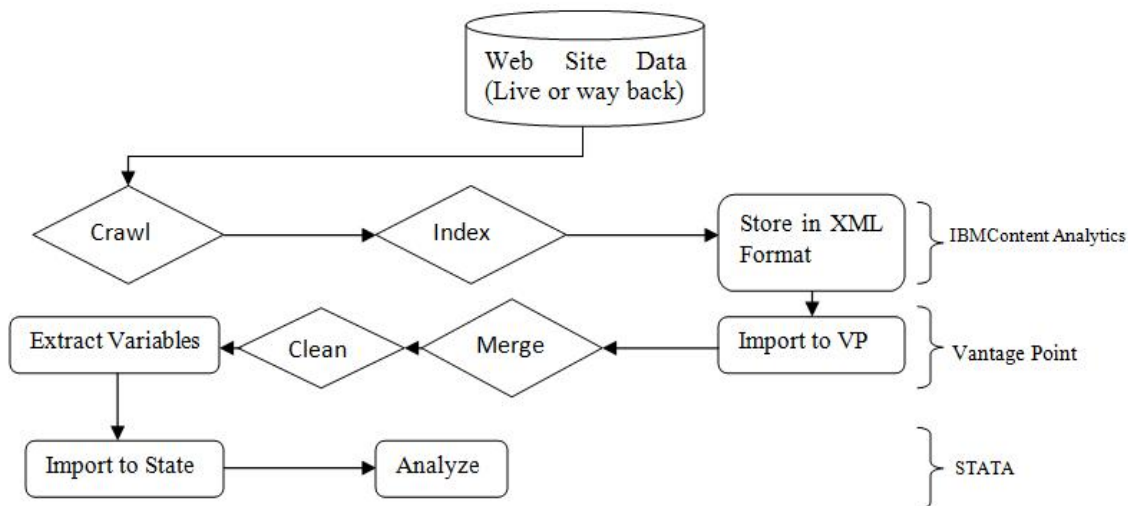 Web Site Data
(Live or way back)
Crawl
Index
Store in XML
Format
IBMContent Analytics
Extract Variables
Clean
Merge
Import to VP
Vantage Point
Import to State
Analyze
STATA